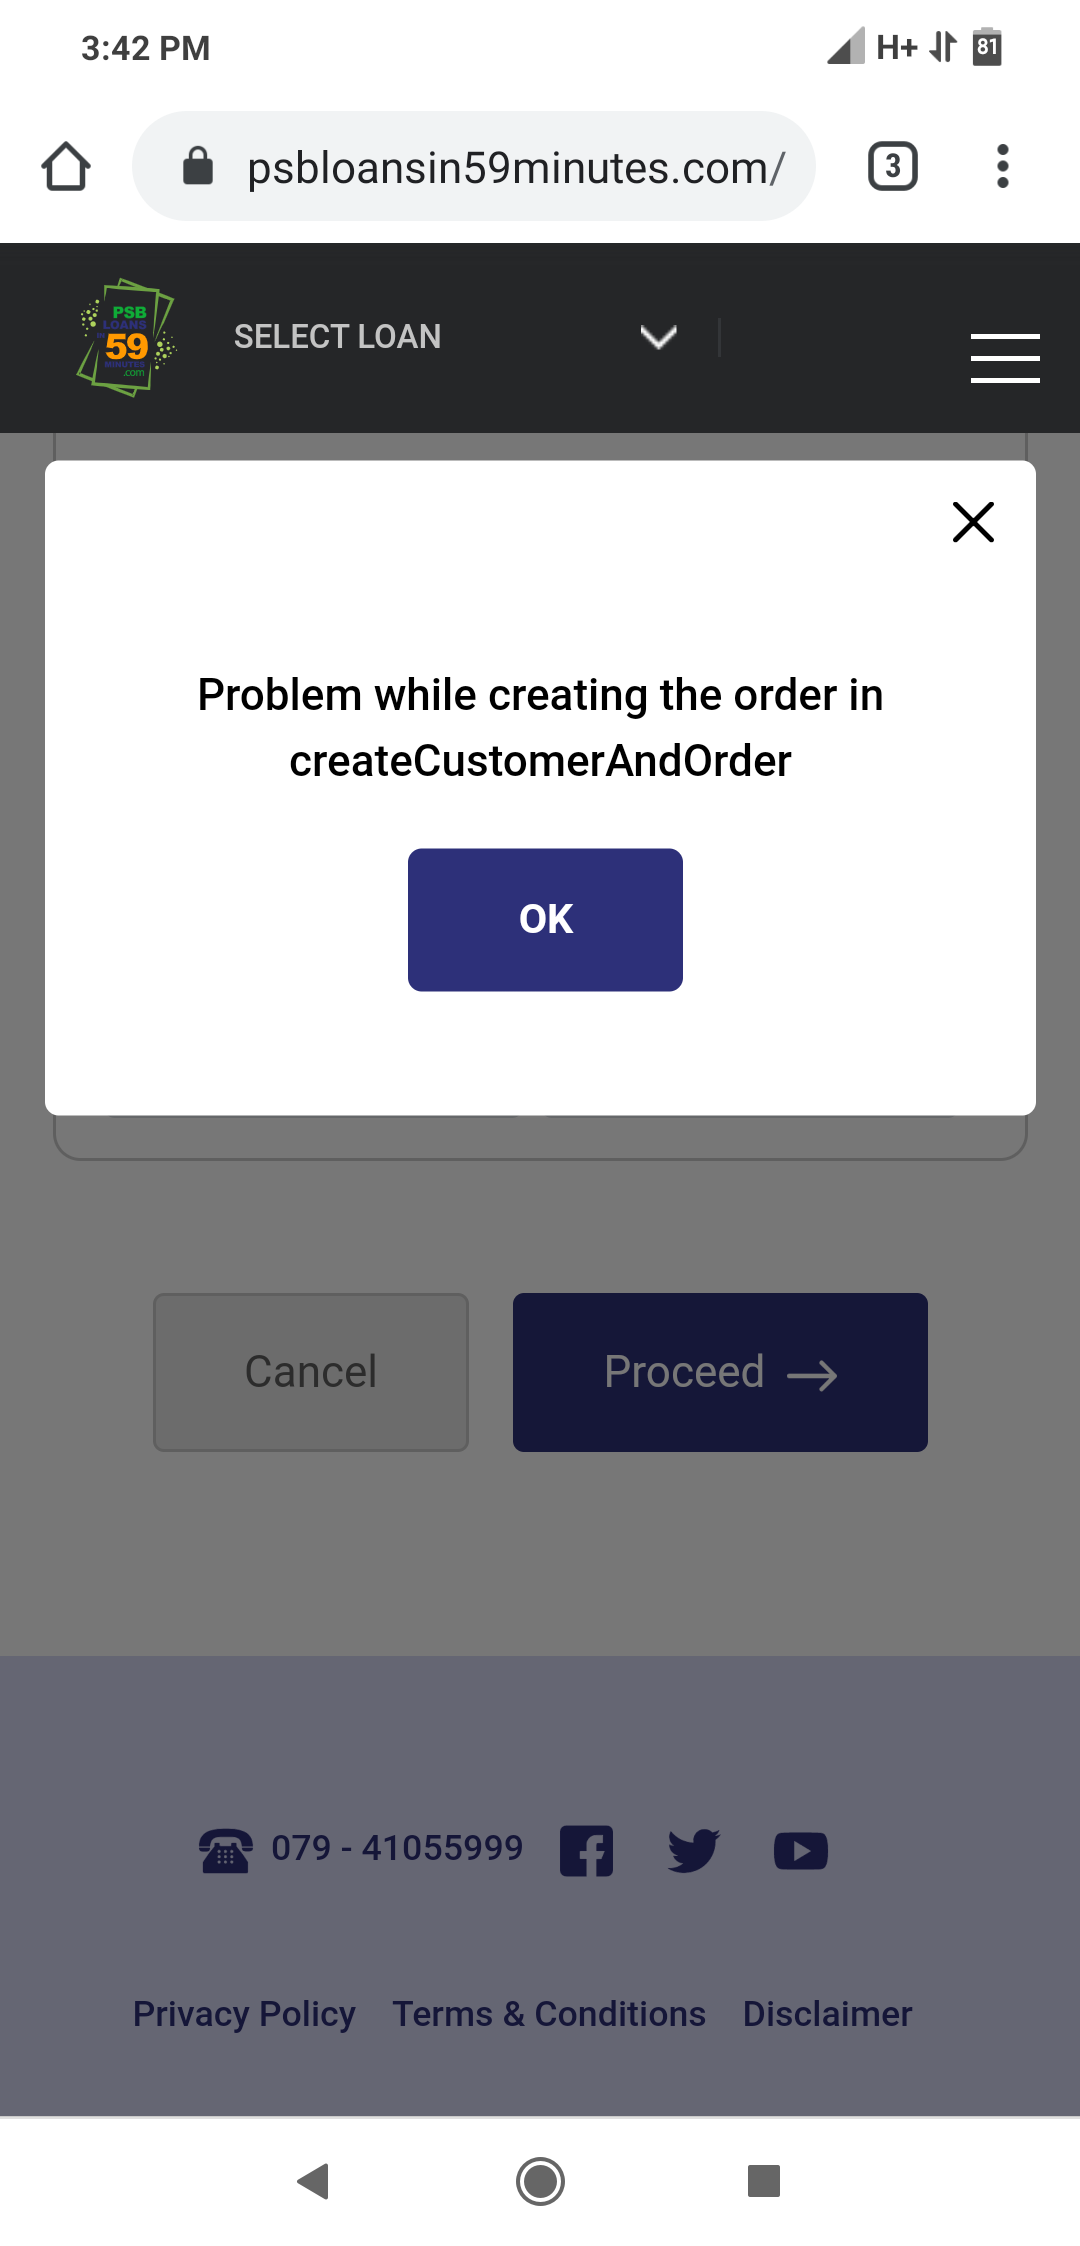 3:42 PM
H+
81
psbloansin59minutes.com/
3
PSB
LOANS
IN 59
MINUTES
.com
SELECT LOAN
Problem while creating the order in
createCustomerAndOrder
OK
Cancel
Proceed →
079 - 41055999
Privacy Policy Terms & Conditions Disclaimer